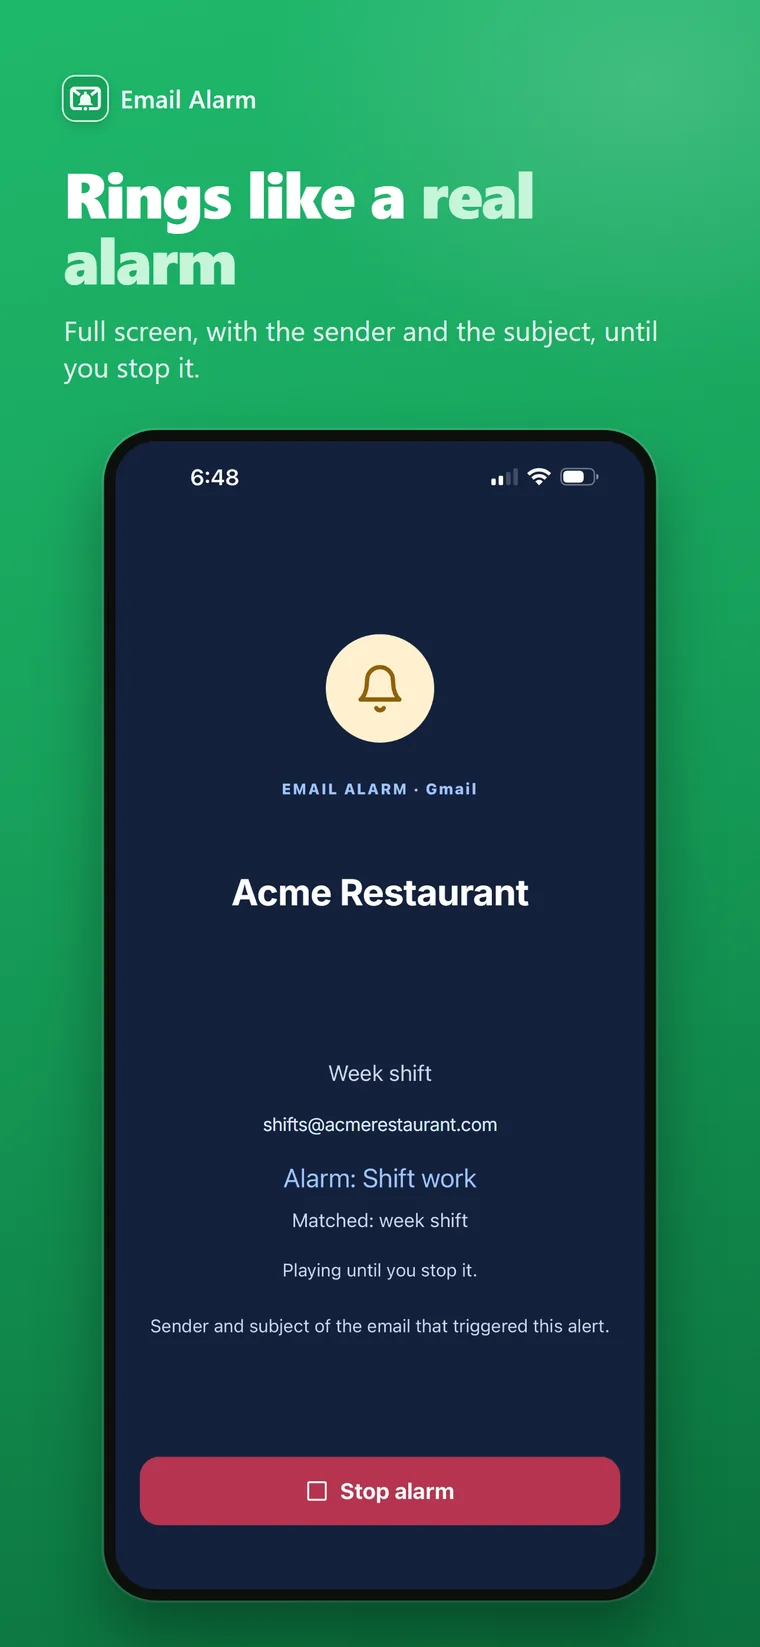 Email Alarm
Rings like a real
alarm
Full screen, with the sender and the subject, until
you stop it.
6:48
EMAIL ALARM · Gmail
Acme Restaurant
Week shift
shifts@acmerestaurant.com
Alarm: Shift work
Matched: week shift
Playing until you stop it.
Sender and subject of the email that triggered this alert.
Stop alarm